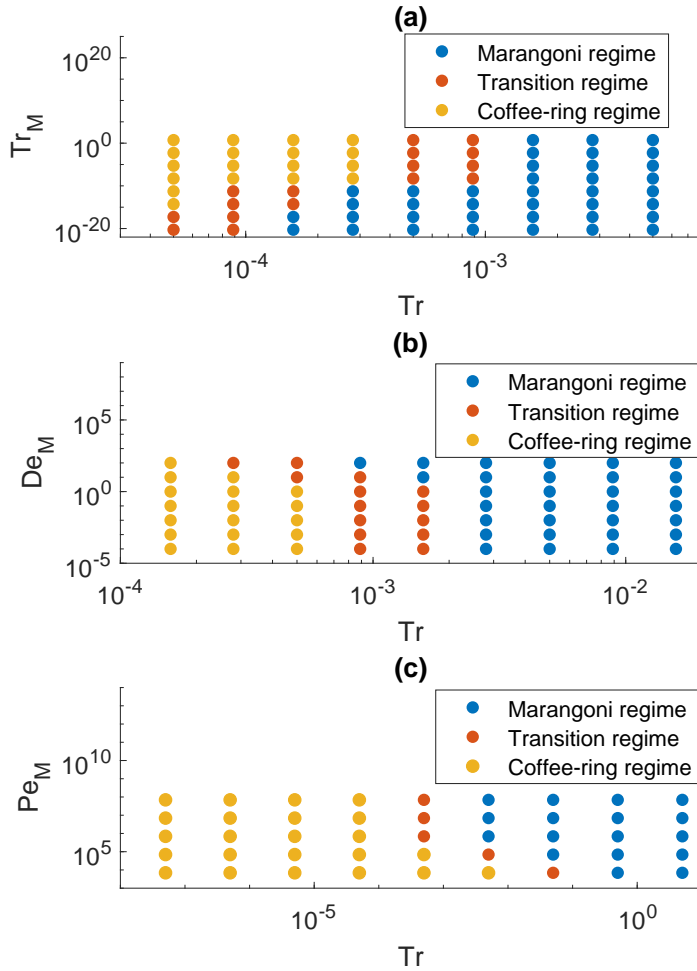 (a)
Marangoni regime
Transition regime
Coffee-ring regime
10^20
10^0
10^-20
Tr_M
10^-4
10^-3
Tr
(b)
Marangoni regime
Transition regime
Coffee-ring regime
10^5
10^0
10^-5
De_M
10^-4
10^-3
10^-2
Tr
(c)
Marangoni regime
Transition regime
Coffee-ring regime
10^10
10^5
Pe_M
10^-5
10^0
Tr